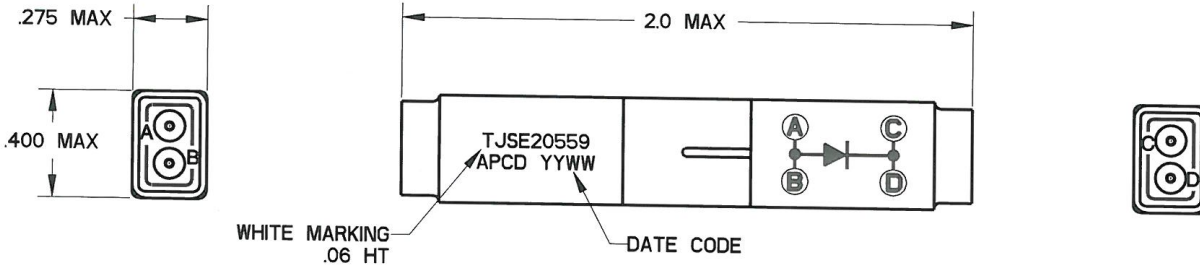 .275 MAX
2.0 MAX
.400 MAX
A
B
TJSE20559
APCD YYWW
A
C
B
D
C
D
WHITE MARKING
.06 HT
DATE CODE